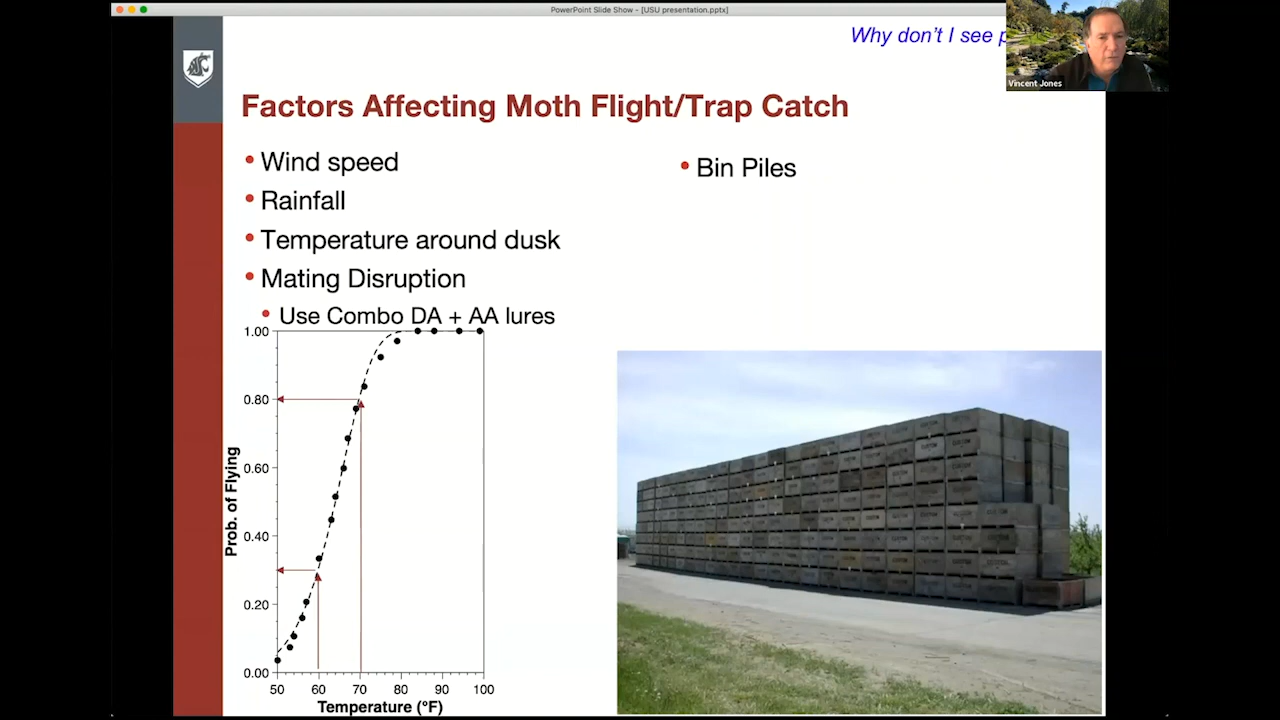 PowerPoint Slide Show - [USU presentation.pptx]
Why don't I see
Vincent Jones
Factors Affecting Moth Flight/Trap Catch
• Wind speed
• Rainfall
• Temperature around dusk
• Mating Disruption
• Use Combo DA + AA lures
• Bin Piles
1.00
0.80
0.60
0.40
0.20
0.00
Prob. of Flying
50 60 70 80 90 100
Temperature (°F)